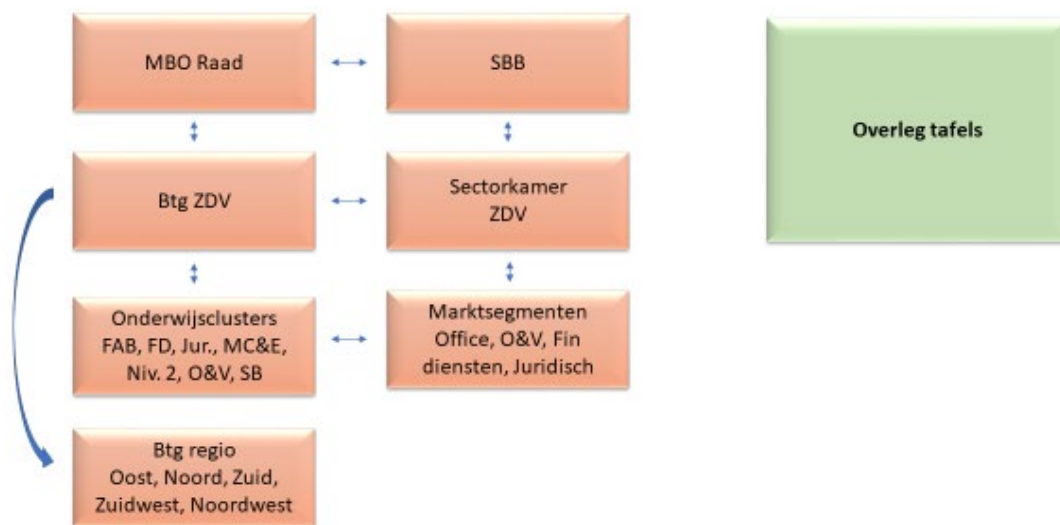 MBO Raad
SBB
Overleg tafels
Btg ZDV
Sectorkamer
ZDV
Onderwijsclusters
FAB, FD, Jur., MC&E,
Niv. 2, O&V, SB
Marktsegmenten
Office, O&V, Fin
diensten, Juridisch
Btg regio
Oost, Noord, Zuid,
Zuidwest, Noordwest